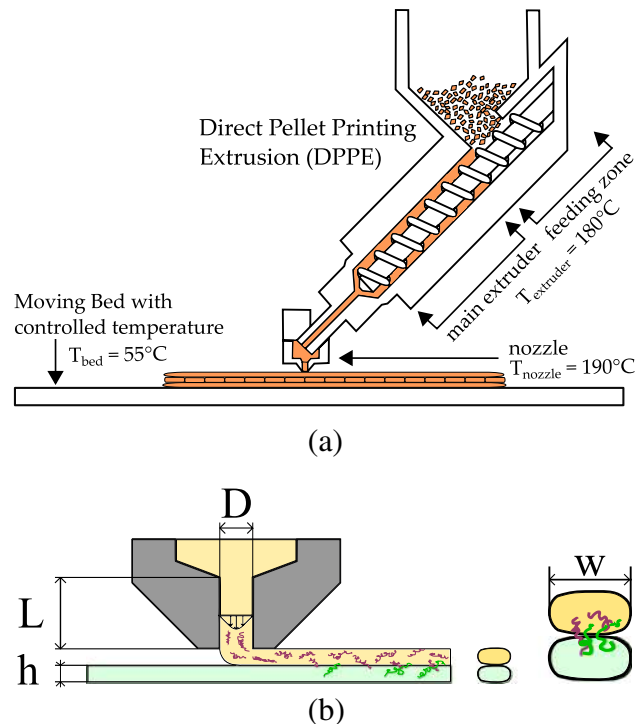 Direct Pellet Printing
Extrusion (DPPE)
feeding zone
main extruder
T_extruder = 180°C
Moving Bed with
controlled temperature
T_bed = 55°C
nozzle
T_nozzle = 190°C
(a)
D
L
h
w
(b)